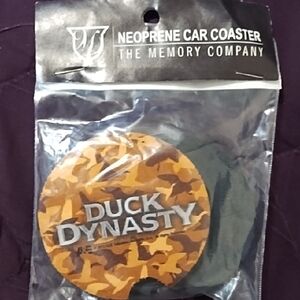 NEOPRENE CAR COASTER
THE MEMORY COMPANY
DUCK
DYNASTY